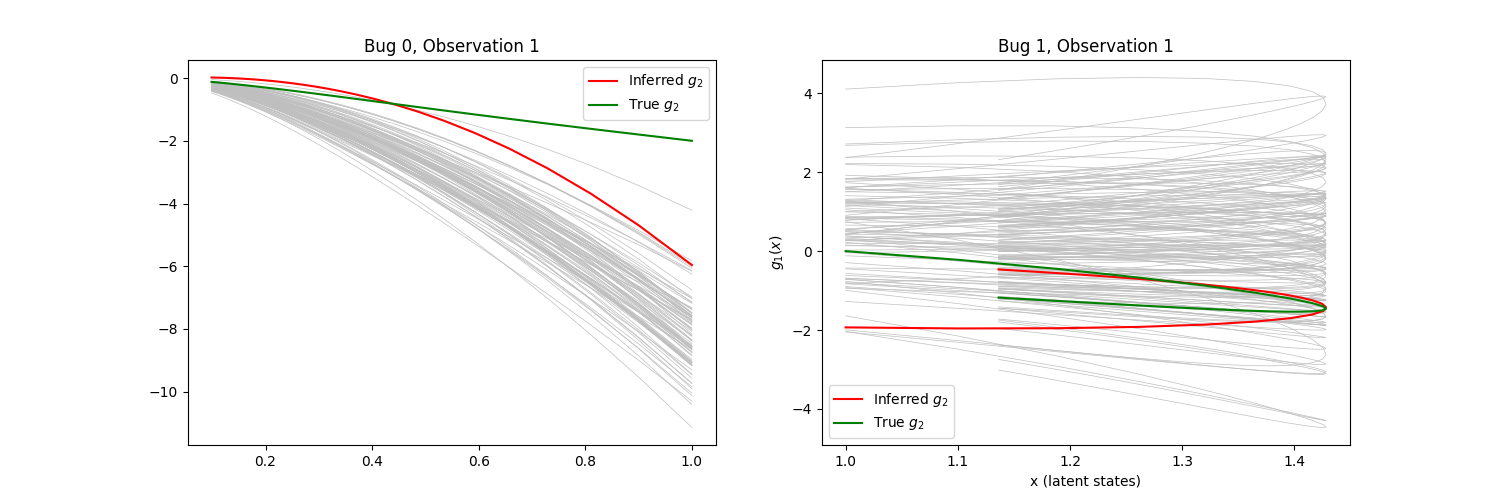 Bug 0, Observation 1
Inferred g₂
True g₂
0
−2
−4
−6
−8
−10
0.2 0.4 0.6 0.8 1.0
Bug 1, Observation 1
g₁(x)
4
2
0
−2
−4
Inferred g₂
True g₂
1.0 1.1 1.2 1.3 1.4
x (latent states)